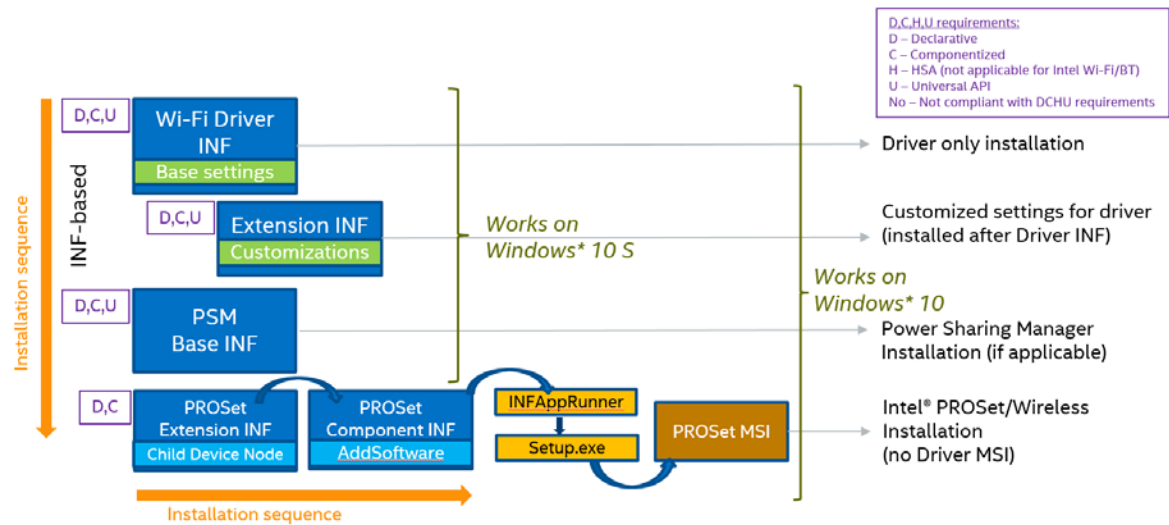 D,C,H,U requirements:
D – Declarative
C – Componentized
H – HSA (not applicable for Intel Wi-Fi/BT)
U – Universal API
No – Not compliant with DCHU requirements
Installation sequence
INF-based
D,C,U
Wi-Fi Driver
INF
Base settings
Driver only installation
D,C,U
Extension INF
Customizations
Works on
Windows* 10 S
Customized settings for driver
(installed after Driver INF)
Works on
Windows* 10
D,C,U
PSM
Base INF
Power Sharing Manager
Installation (if applicable)
D,C
PROSet
Extension INF
Child Device Node
PROSet
Component INF
AddSoftware
INFAppRunner
Setup.exe
PROSet MSI
Intel® PROSet/Wireless
Installation
(no Driver MSI)
Installation sequence